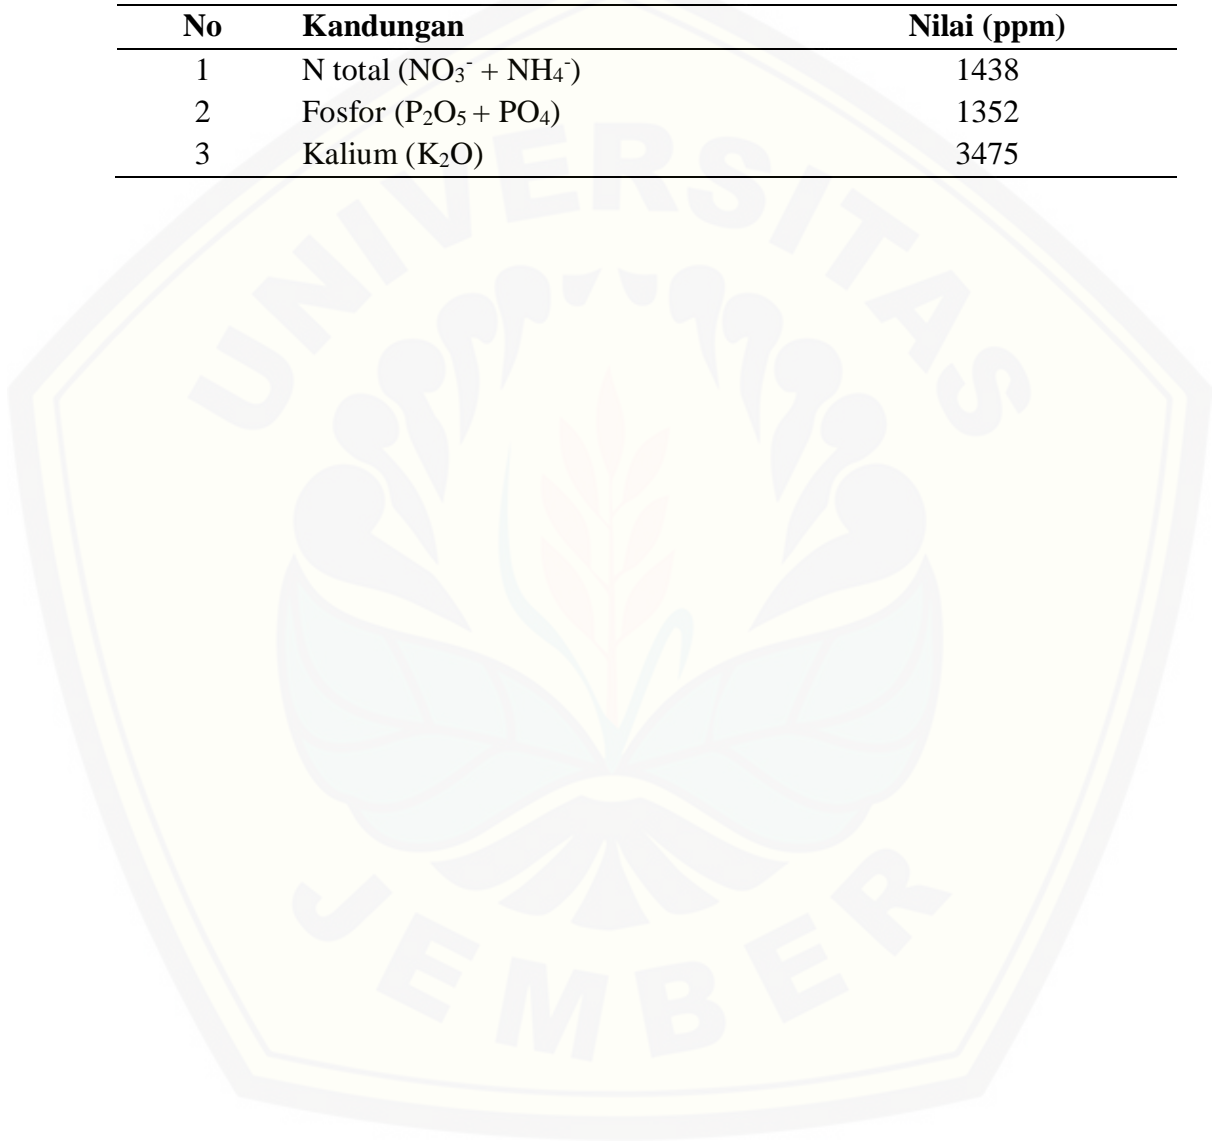 No Kandungan Nilai (ppm)
1 N total (NO₃⁻ + NH₄⁻) 1438
2 Fosfor (P₂O₅ + PO₄) 1352
3 Kalium (K₂O) 3475
UNIVERSITAS
JEMBER